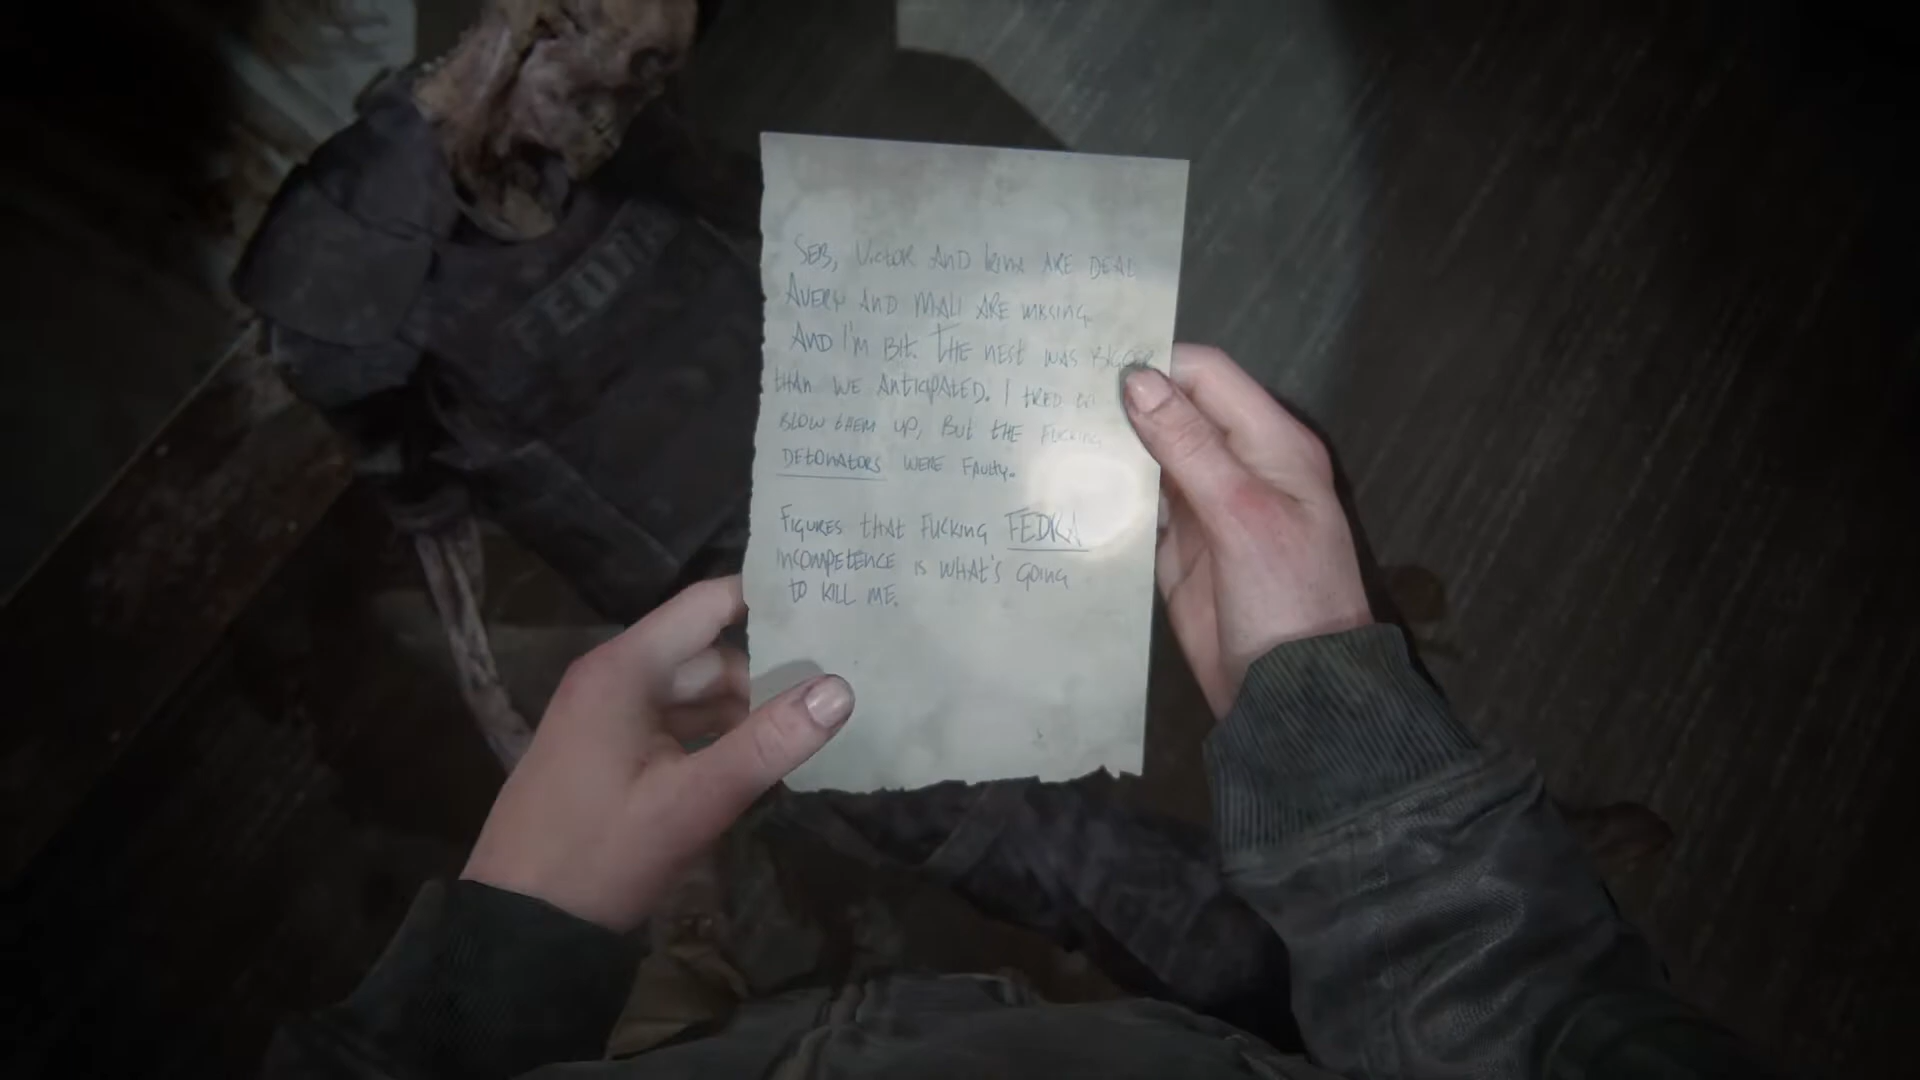 FEDRA
SEB, VICTOR AND ARE DEAD.
AVERY AND MALI ARE MISSING.
AND I'M BIT. THE NEST WAS BIGGER
THAN WE ANTICIPATED. I TRIED TO
BLOW THEM UP, BUT THE FUCKING
DETONATORS WERE FAULTY.
FIGURES THAT FUCKING FEDRA
INCOMPETENCE IS WHAT'S GOING
TO KILL ME.